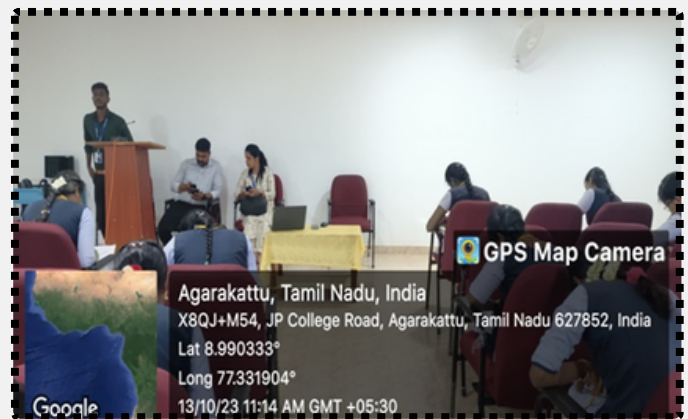 GPS Map Camera
Agarakattu, Tamil Nadu, India
X8QJ+M54, JP College Road, Agarakattu, Tamil Nadu 627852, India
Lat 8.990333°
Long 77.331904°
13/10/23 11:14 AM GMT +05:30
Google